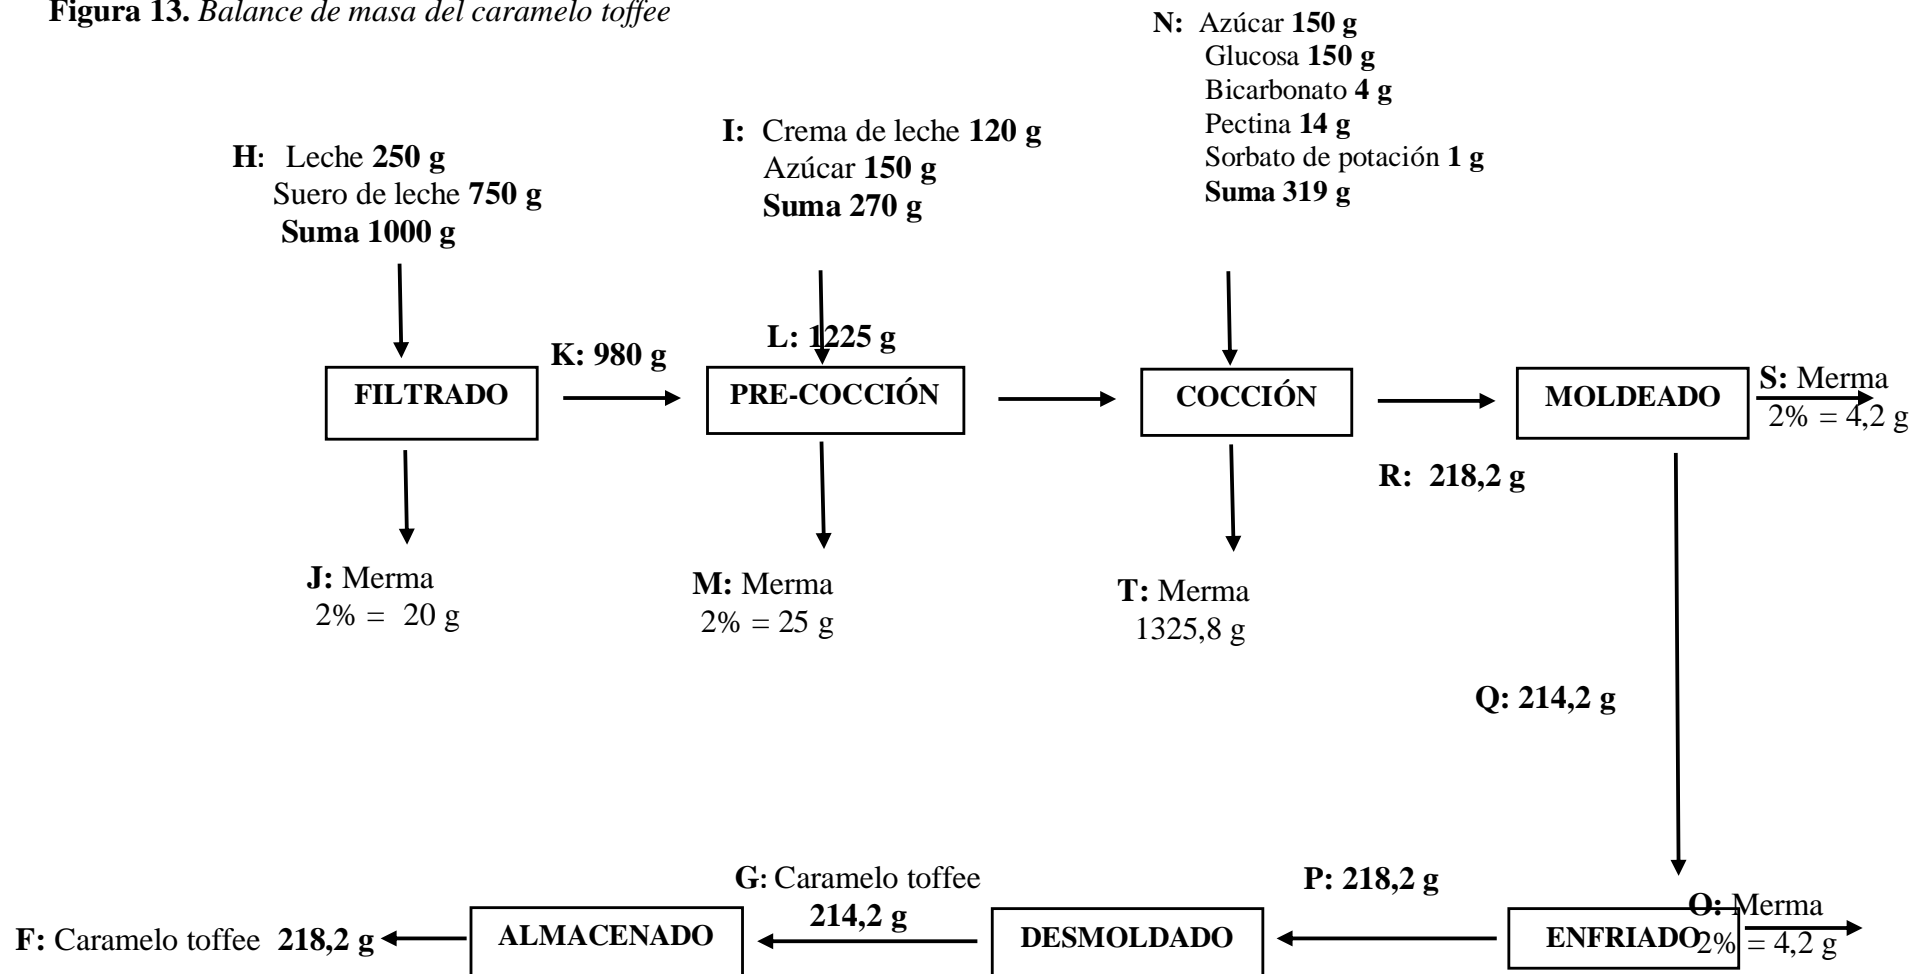 Figura 13. Balance de masa del caramelo toffee
N: Azúcar 150 g
Glucosa 150 g
Bicarbonato 4 g
Pectina 14 g
Sorbato de potación 1 g
Suma 319 g
I: Crema de leche 120 g
Azúcar 150 g
Suma 270 g
H: Leche 250 g
Suero de leche 750 g
Suma 1000 g
K: 980 g
L: 1225 g
FILTRADO
PRE-COCCIÓN
COCCIÓN
MOLDEADO
S: Merma
2% = 4,2 g
R: 218,2 g
J: Merma
2% = 20 g
M: Merma
2% = 25 g
T: Merma
1325,8 g
Q: 214,2 g
G: Caramelo toffee
214,2 g
P: 218,2 g
O: Merma
2% = 4,2 g
F: Caramelo toffee 218,2 g
ALMACENADO
DESMOLDADO
ENFRIADO